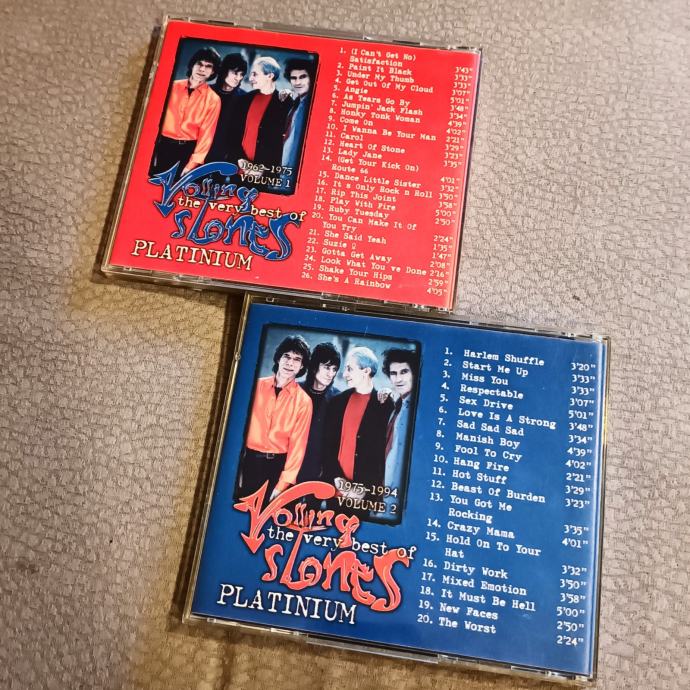 1. (I Can't Get No)
Satisfaction 3'43"
2. Paint It Black 3'33"
3. Under My Thumb 3'33"
4. Get Out Of My Cloud 3'07"
5. Angie 5'01"
6. As Tears Go By 3'48"
7. Jumpin' Jack Flash 3'34"
8. Honky Tonk Woman 4'39"
9. Come On 4'02"
10. I Wanna Be Your Man 2'21"
11. Carol 3'29"
12. Heart Of Stone 3'23"
13. Lady Jane 3'35"
14. (Get Your Kick On)
Route 66 4'01"
15. Dance Little Sister 3'32"
16. It's Only Rock n Roll 3'50"
17. Rip This Joint 3'58"
18. Play With Fire 5'00"
19. Ruby Tuesday 2'50"
20. You Can Make It Of
You Try 2'24"
21. She Said Yeah 1'35"
22. Suzie Q 1'47"
23. Gotta Get Away 2'08"
24. Look What You've Done 2'16"
25. Shake Your Hips 2'59"
26. She's A Rainbow 4'05"
1962-1975
VOLUME 1
Rolling
the very best of
Stones
PLATINIUM
1. Harlem Shuffle 3'20"
2. Start Me Up 3'33"
3. Miss You 3'33"
4. Respectable 3'07"
5. Sex Drive 5'01"
6. Love Is A Strong 3'48"
7. Sad Sad Sad 3'34"
8. Manish Boy 4'39"
9. Fool To Cry 4'02"
10. Hang Fire 2'21"
11. Hot Stuff 3'29"
12. Beast Of Burden 3'23"
13. You Got Me
Rocking 3'35"
14. Crazy Mama 4'01"
15. Hold On To Your
Hat 3'32"
16. Dirty Work 3'50"
17. Mixed Emotion 3'58"
18. It Must Be Hell 5'00"
19. New Faces 2'50"
20. The Worst 2'24"
1975-1994
VOLUME 2
Rolling
the very best of
Stones
PLATINIUM